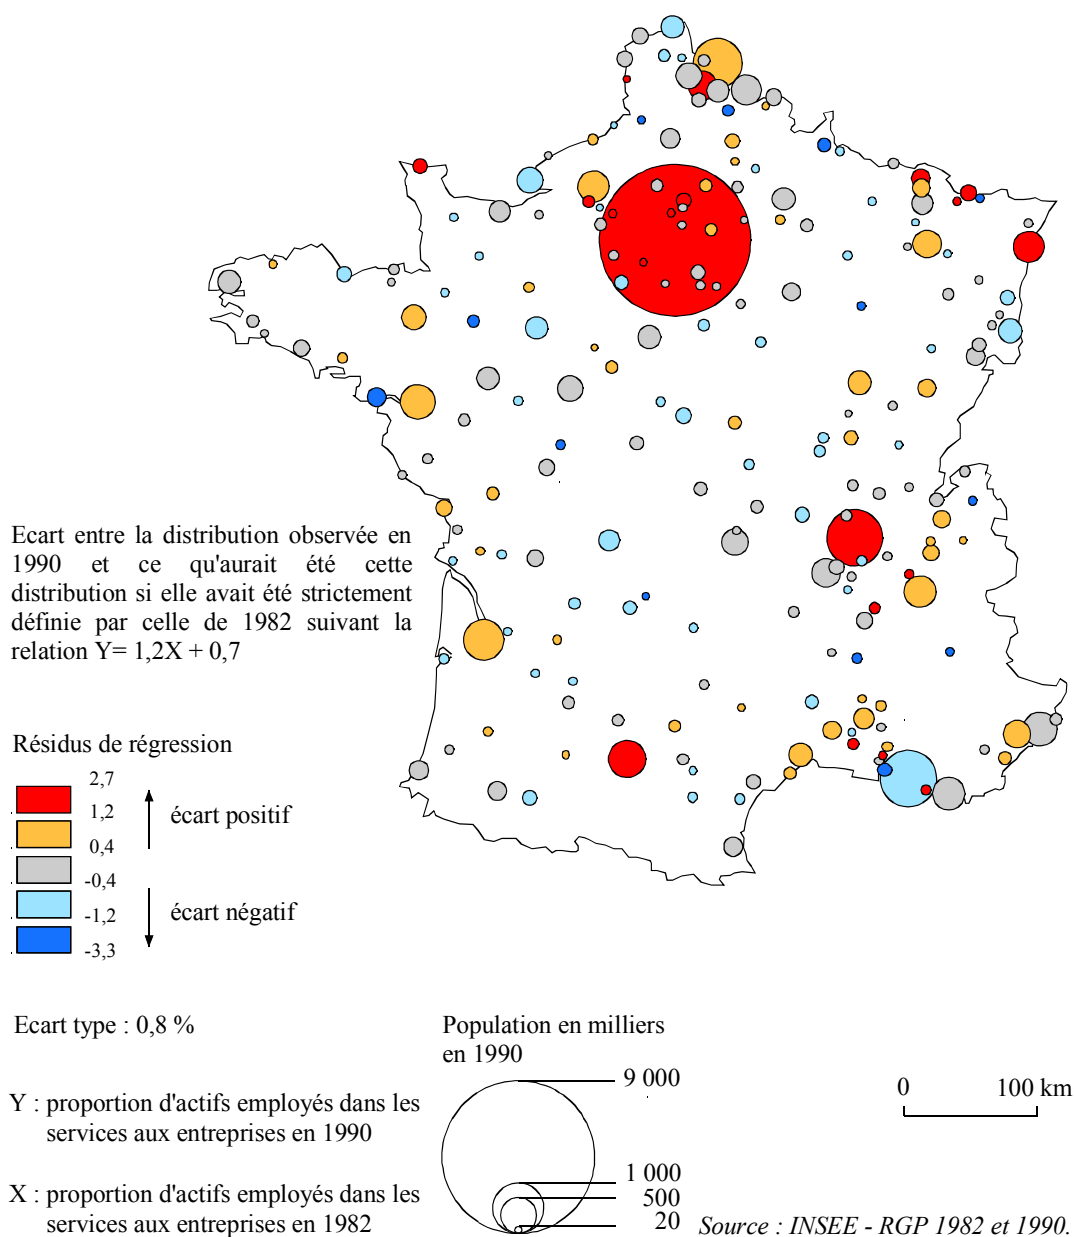 Ecart entre la distribution observée en
1990 et ce qu'aurait été cette
distribution si elle avait été strictement
définie par celle de 1982 suivant la
relation Y= 1,2X + 0,7
Résidus de régression
2,7
1,2
0,4
-0,4
-1,2
-3,3
écart positif
écart négatif
Ecart type : 0,8 %
Y : proportion d'actifs employés dans les
services aux entreprises en 1990
X : proportion d'actifs employés dans les
services aux entreprises en 1982
Population en milliers
en 1990
9 000
1 000
500
20
0 100 km
Source : INSEE - RGP 1982 et 1990.